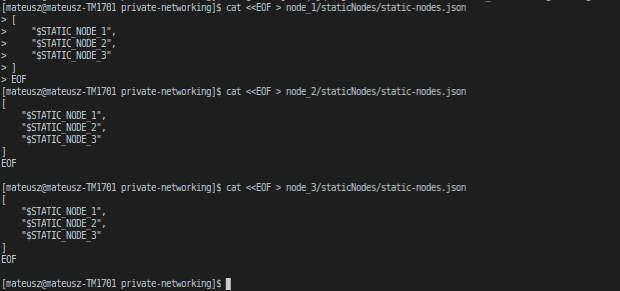 [mateusz@mateusz-TM1701 private-networking]$ cat <<EOF > node_1/staticNodes/static-nodes.json
> [
>     "$STATIC_NODE_1",
>     "$STATIC_NODE_2",
>     "$STATIC_NODE_3"
> ]
> EOF
[mateusz@mateusz-TM1701 private-networking]$ cat <<EOF > node_2/staticNodes/static-nodes.json
[
    "$STATIC_NODE_1",
    "$STATIC_NODE_2",
    "$STATIC_NODE_3"
]
EOF
[mateusz@mateusz-TM1701 private-networking]$ cat <<EOF > node_3/staticNodes/static-nodes.json
[
    "$STATIC_NODE_1",
    "$STATIC_NODE_2",
    "$STATIC_NODE_3"
]
EOF
[mateusz@mateusz-TM1701 private-networking]$